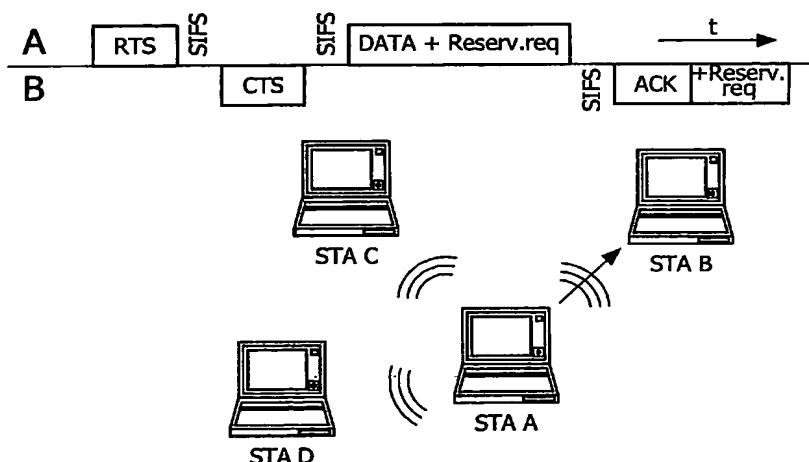 A RTS SIFS SIFS DATA + Reserv.req t
B CTS SIFS ACK +Reserv. req
STA C
STA B
STA A
STA D